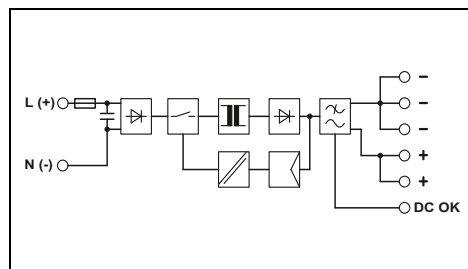 L (+)
N (-)
–
–
–
+
+
DC OK